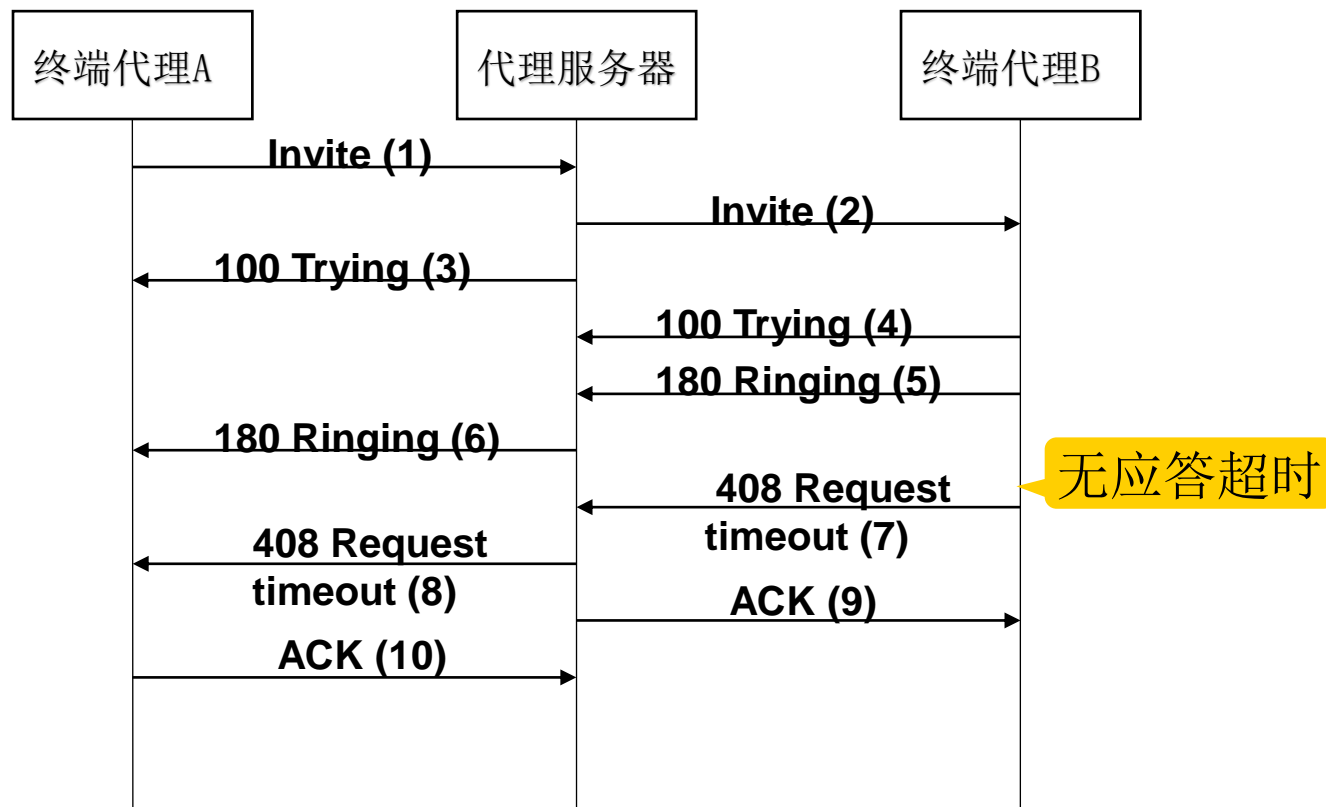 终端代理A
代理服务器
终端代理B
Invite (1)
Invite (2)
100 Trying (3)
100 Trying (4)
180 Ringing (5)
180 Ringing (6)
无应答超时
408 Request
timeout (7)
408 Request
timeout (8)
ACK (9)
ACK (10)